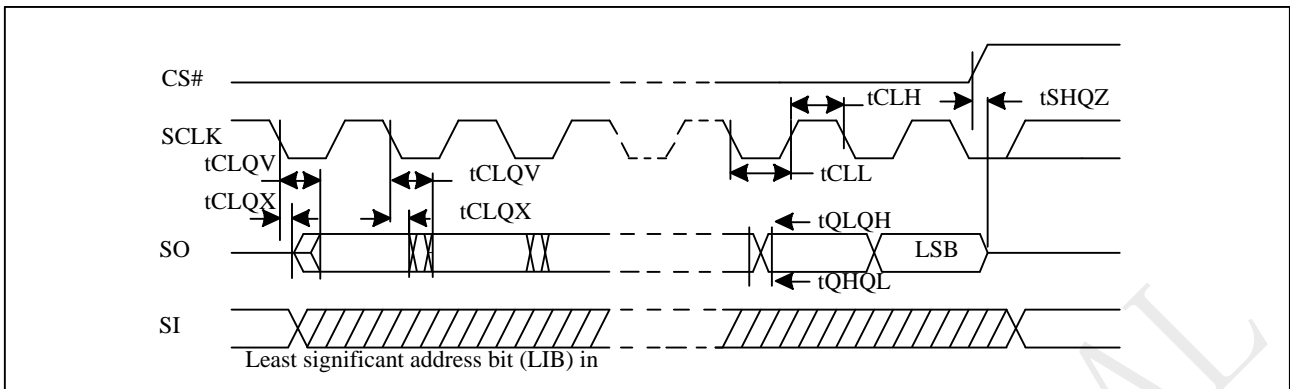 CS#
tCLH
tSHQZ
SCLK
tCLQV
tCLQV
tCLL
tCLQX
tCLQX
tQLQH
SO
LSB
tQHQL
SI
Least significant address bit (LIB) in